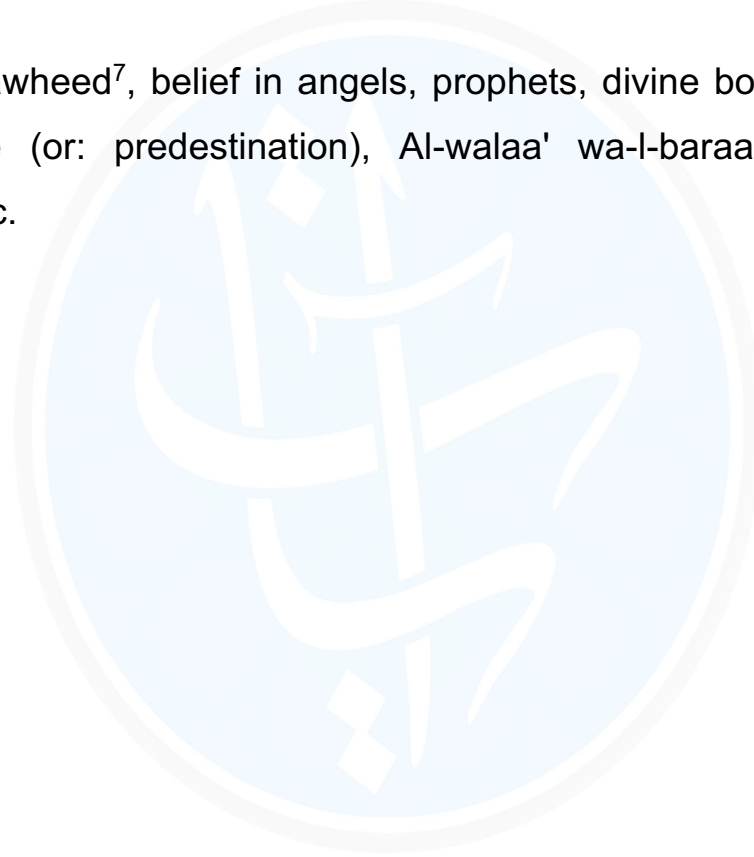 wheed⁷, belief in angels, prophets, divine bo
(or: predestination), Al-walaa' wa-l-baraa
c.